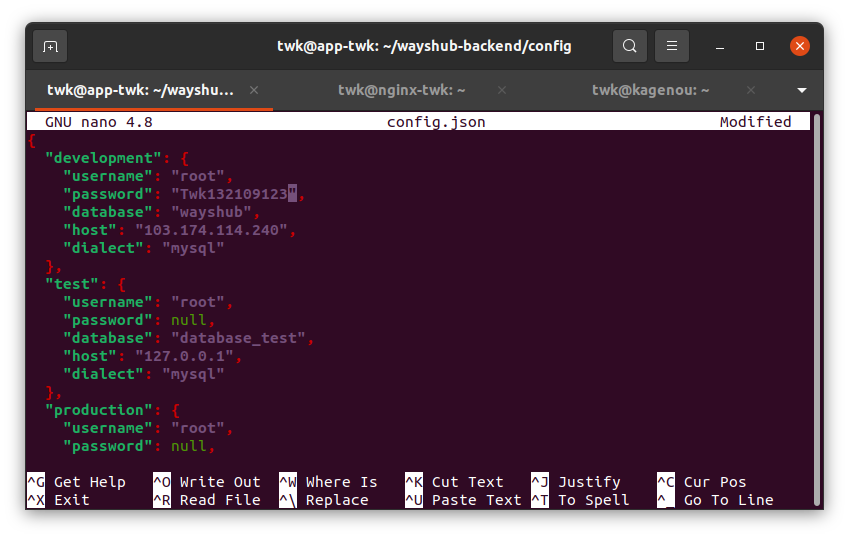 twk@app-twk: ~/wayshub-backend/config
twk@app-twk: ~/wayshu... × twk@nginx-twk: ~ × twk@kagenou: ~ ×
GNU nano 4.8 config.json Modified
{
  "development": {
    "username": "root",
    "password": "Twk132109123",
    "database": "wayshub",
    "host": "103.174.114.240",
    "dialect": "mysql"
  },
  "test": {
    "username": "root",
    "password": null,
    "database": "database_test",
    "host": "127.0.0.1",
    "dialect": "mysql"
  },
  "production": {
    "username": "root",
    "password": null,
^G Get Help ^O Write Out ^W Where Is ^K Cut Text ^J Justify ^C Cur Pos
^X Exit ^R Read File ^\ Replace ^U Paste Text ^T To Spell ^_ Go To Line